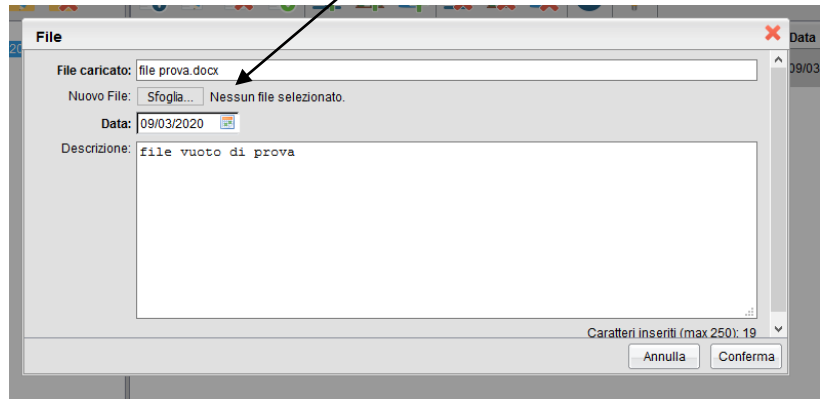 File
Data
20
09/03
File caricato: file prova.docx
Nuovo File: Sfoglia... Nessun file selezionato.
Data: 09/03/2020
Descrizione: file vuoto di prova
Caratteri inseriti (max 250): 19
Annulla Conferma